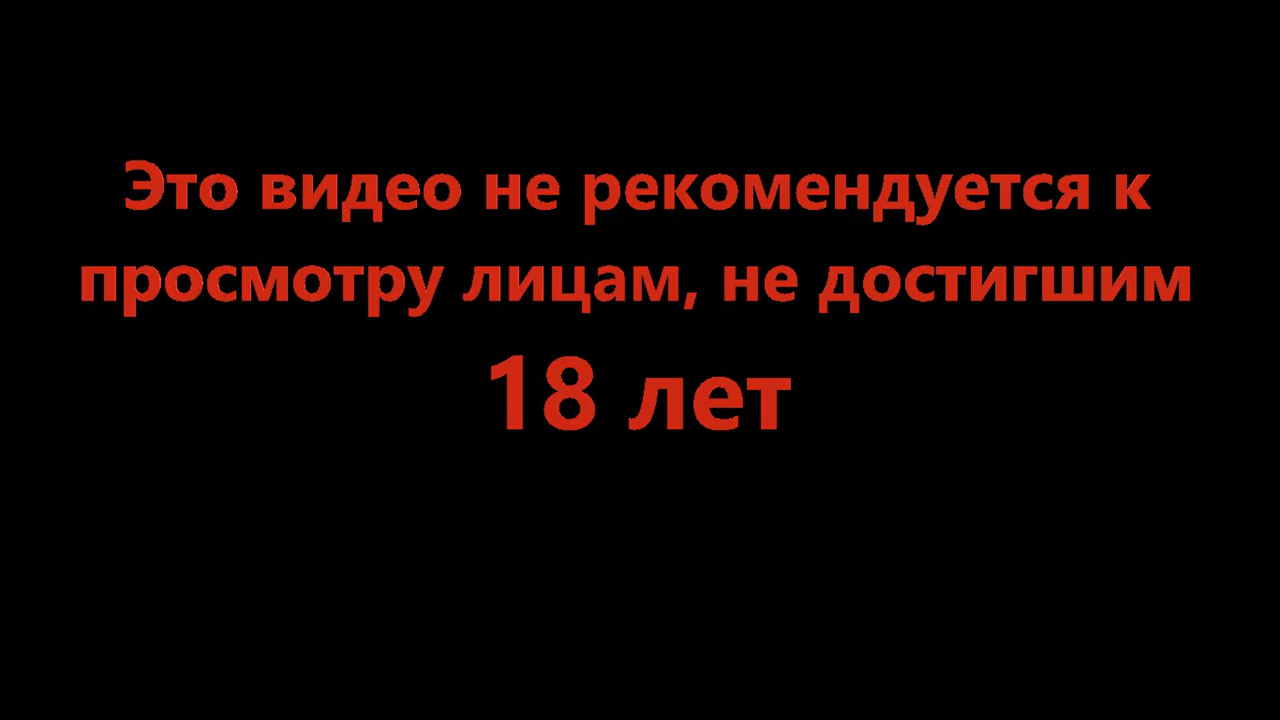 Это видео не рекомендуется к
просмотру лицам, не достигшим
18 лет